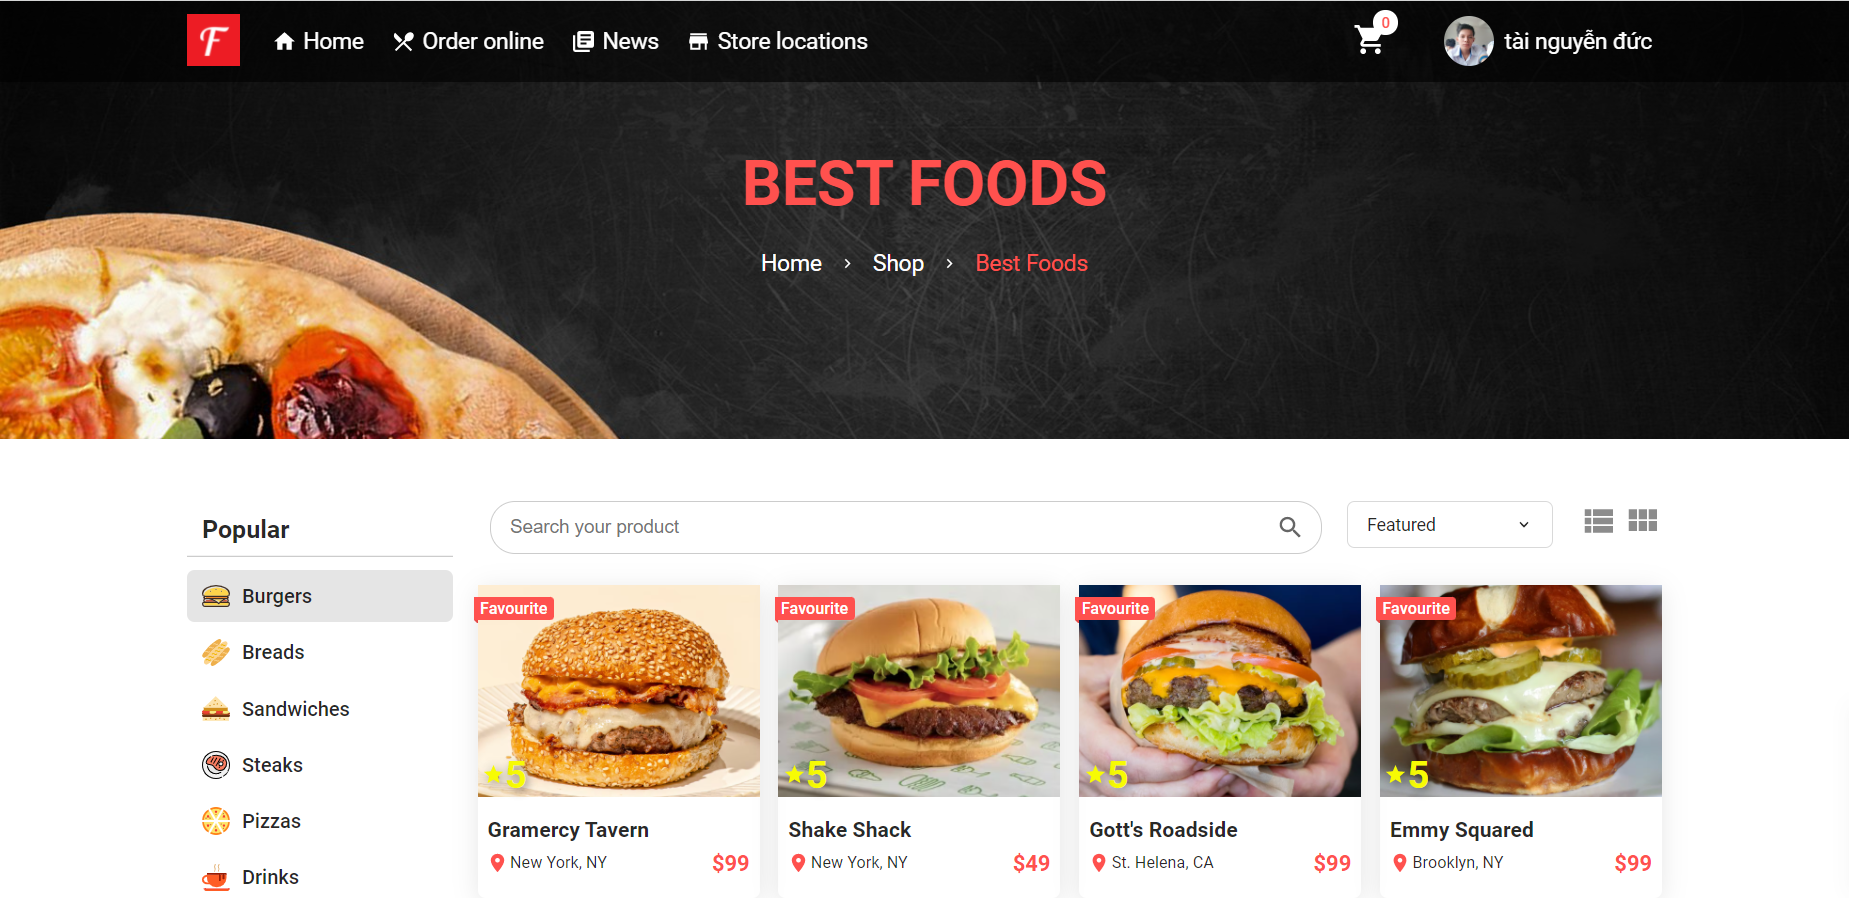 F Home Order online News Store locations 0 tài nguyễn đức
BEST FOODS
Home › Shop › Best Foods
Popular
Search your product
Featured
Burgers
Breads
Sandwiches
Steaks
Pizzas
Drinks
Favourite
5
Gramercy Tavern
New York, NY $99
Favourite
5
Shake Shack
New York, NY $49
Favourite
5
Gott's Roadside
St. Helena, CA $99
Favourite
5
Emmy Squared
Brooklyn, NY $99